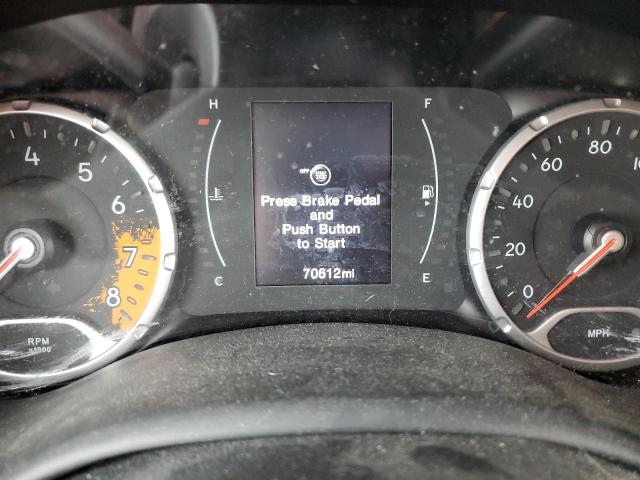 H
F
4
5
6
7
8
RPM
OFF
Press Brake Pedal
and
Push Button
to Start
70612mi
C
E
0
20
40
60
80
MPH